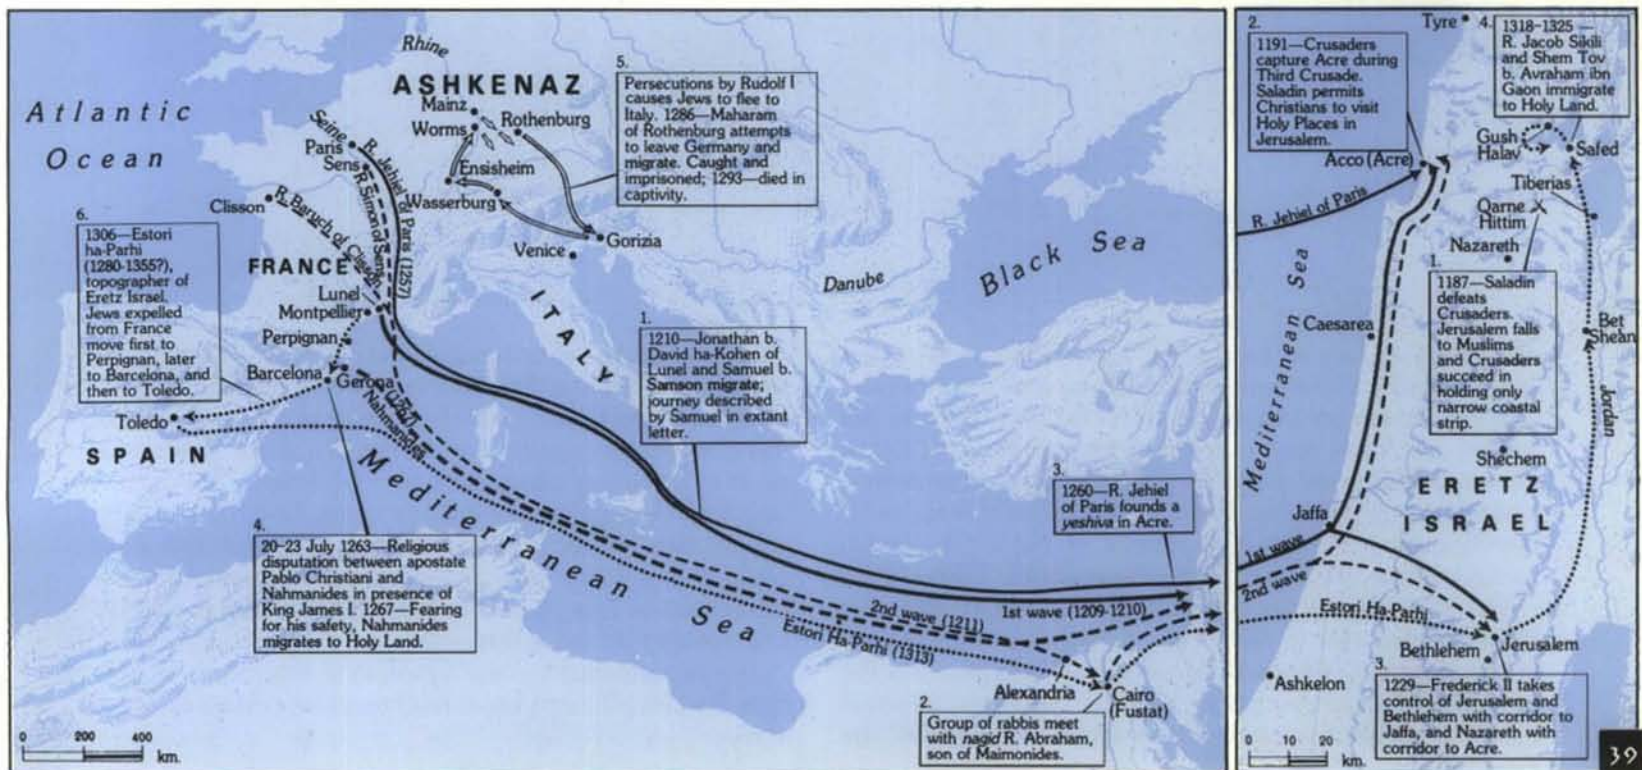 Atlantic
Ocean
Rhine
ASHKENAZ
Mainz
Rothenburg
Worms
Ensisheim
Wasserburg
Seine
Paris
Sens
R. Jehiel of Paris (1257)
R. Simon of Sens
Clisson
R. Baruch of Clisson
FRANCE
Lunel
Montpellier
Perpignan
Barcelona
Gerona
Nahmanides
(1267)
Toledo
SPAIN
Venice
Gorizia
ITALY
Danube
Black Sea
Mediterranean Sea
5.
Persecutions by Rudolf I
causes Jews to flee to
Italy. 1286—Maharam
of Rothenburg attempts
to leave Germany and
migrate. Caught and
imprisoned; 1293—died in
captivity.
6.
1306—Estori
ha-Parhi
(1280-1355?),
topographer of
Eretz Israel.
Jews expelled
from France
move first to
Perpignan, later
to Barcelona, and
then to Toledo.
1.
1210—Jonathan b.
David ha-Kohen of
Lunel and Samuel b.
Samson migrate;
journey described
by Samuel in extant
letter.
3.
1260—R. Jehiel
of Paris founds a
yeshiva in Acre.
4.
20-23 July 1263—Religious
disputation between apostate
Pablo Christiani and
Nahmanides in presence of
King James I. 1267—Fearing
for his safety, Nahmanides
migrates to Holy Land.
2nd wave (1211)
1st wave (1209-1210)
Estori Ha-Parhi (1313)
Alexandria
Cairo
(Fustat)
2.
Group of rabbis meet
with nagid R. Abraham,
son of Maimonides.
0 200 400
km.
Tyre
2.
1191—Crusaders
capture Acre during
Third Crusade.
Saladin permits
Christians to visit
Holy Places in
Jerusalem.
4.
1318-1325—
R. Jacob Sikili
and Shem Tov
b. Avraham ibn
Gaon immigrate
to Holy Land.
Gush
Halav
Safed
Acco (Acre)
Tiberias
R. Jehiel of Paris
Qarne
Hittim
Nazareth
1.
1187—Saladin
defeats
Crusaders.
Jerusalem falls
to Muslims
and Crusaders
succeed in
holding only
narrow coastal
strip.
Mediterranean Sea
Caesarea
Bet
Shean
Jordan
Shechem
ERETZ
ISRAEL
Jaffa
1st wave
2nd wave
Estori Ha-Parhi
Jerusalem
Bethlehem
Ashkelon
3.
1229—Frederick II takes
control of Jerusalem and
Bethlehem with corridor to
Jaffa, and Nazareth with
corridor to Acre.
0 10 20
km.
39